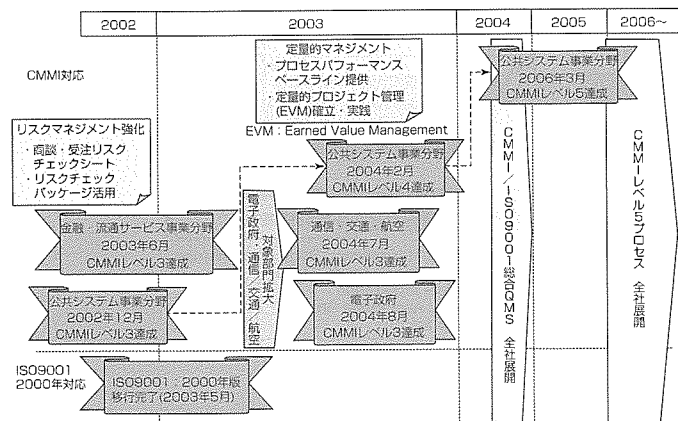 2002
2003
2004
2005
2006～
CMMI対応
定量的マネジメント
・プロセスパフォーマンス
ベースライン提供
・定量的プロジェクト管理
(EVM)確立・実践
EVM：Earned Value Management
公共システム事業分野
2006年3月
CMMIレベル5達成
リスクマネジメント強化
・商談・受注リスク
チェックシート
・リスクチェック
パッケージ活用
公共システム事業分野
2004年2月
CMMIレベル4達成
金融・流通サービス事業分野
2003年6月
CMMIレベル3達成
対象部門拡大
電子政府・通信／交通／航空
通信／交通／航空
2004年7月
CMMIレベル3達成
公共システム事業分野
2002年12月
CMMIレベル3達成
電子政府
2004年8月
CMMIレベル3達成
CMMI／ISO9001総合QMS 全社展開
CMMIレベル5プロセス 全社展開
ISO9001
2000年対応
ISO9001：2000年版
移行完了(2003年5月)